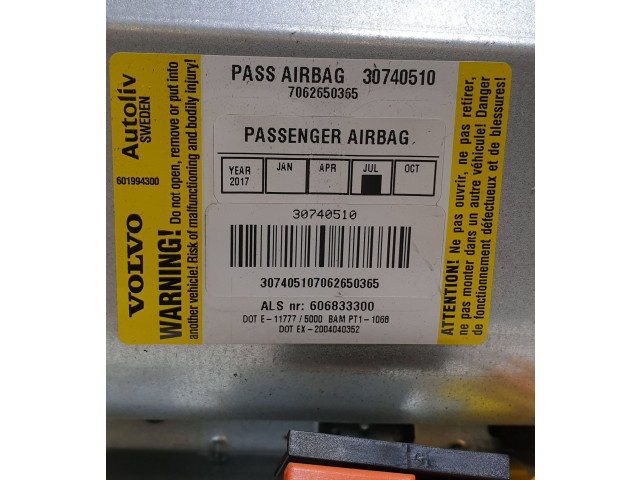 PASS AIRBAG 30740510
7062650365
PASSENGER AIRBAG
YEAR 2017 JAN APR JUL OCT
30740510
307405107062650365
ALS nr: 606833300
DOT E-11777 / 5000 BAM PT1-1068
DOT EX-2004040352
Autoliv
SWEDEN
601994300
VOLVO
WARNING! Do not open, remove or put into
another vehicle! Risk of malfunctioning and bodily injury!
ATTENTION! Ne pas ouvrir, ne pas retirer,
ne pas monter dans un autre véhicule! Danger
de fonctionnement défectueux et de blessures!